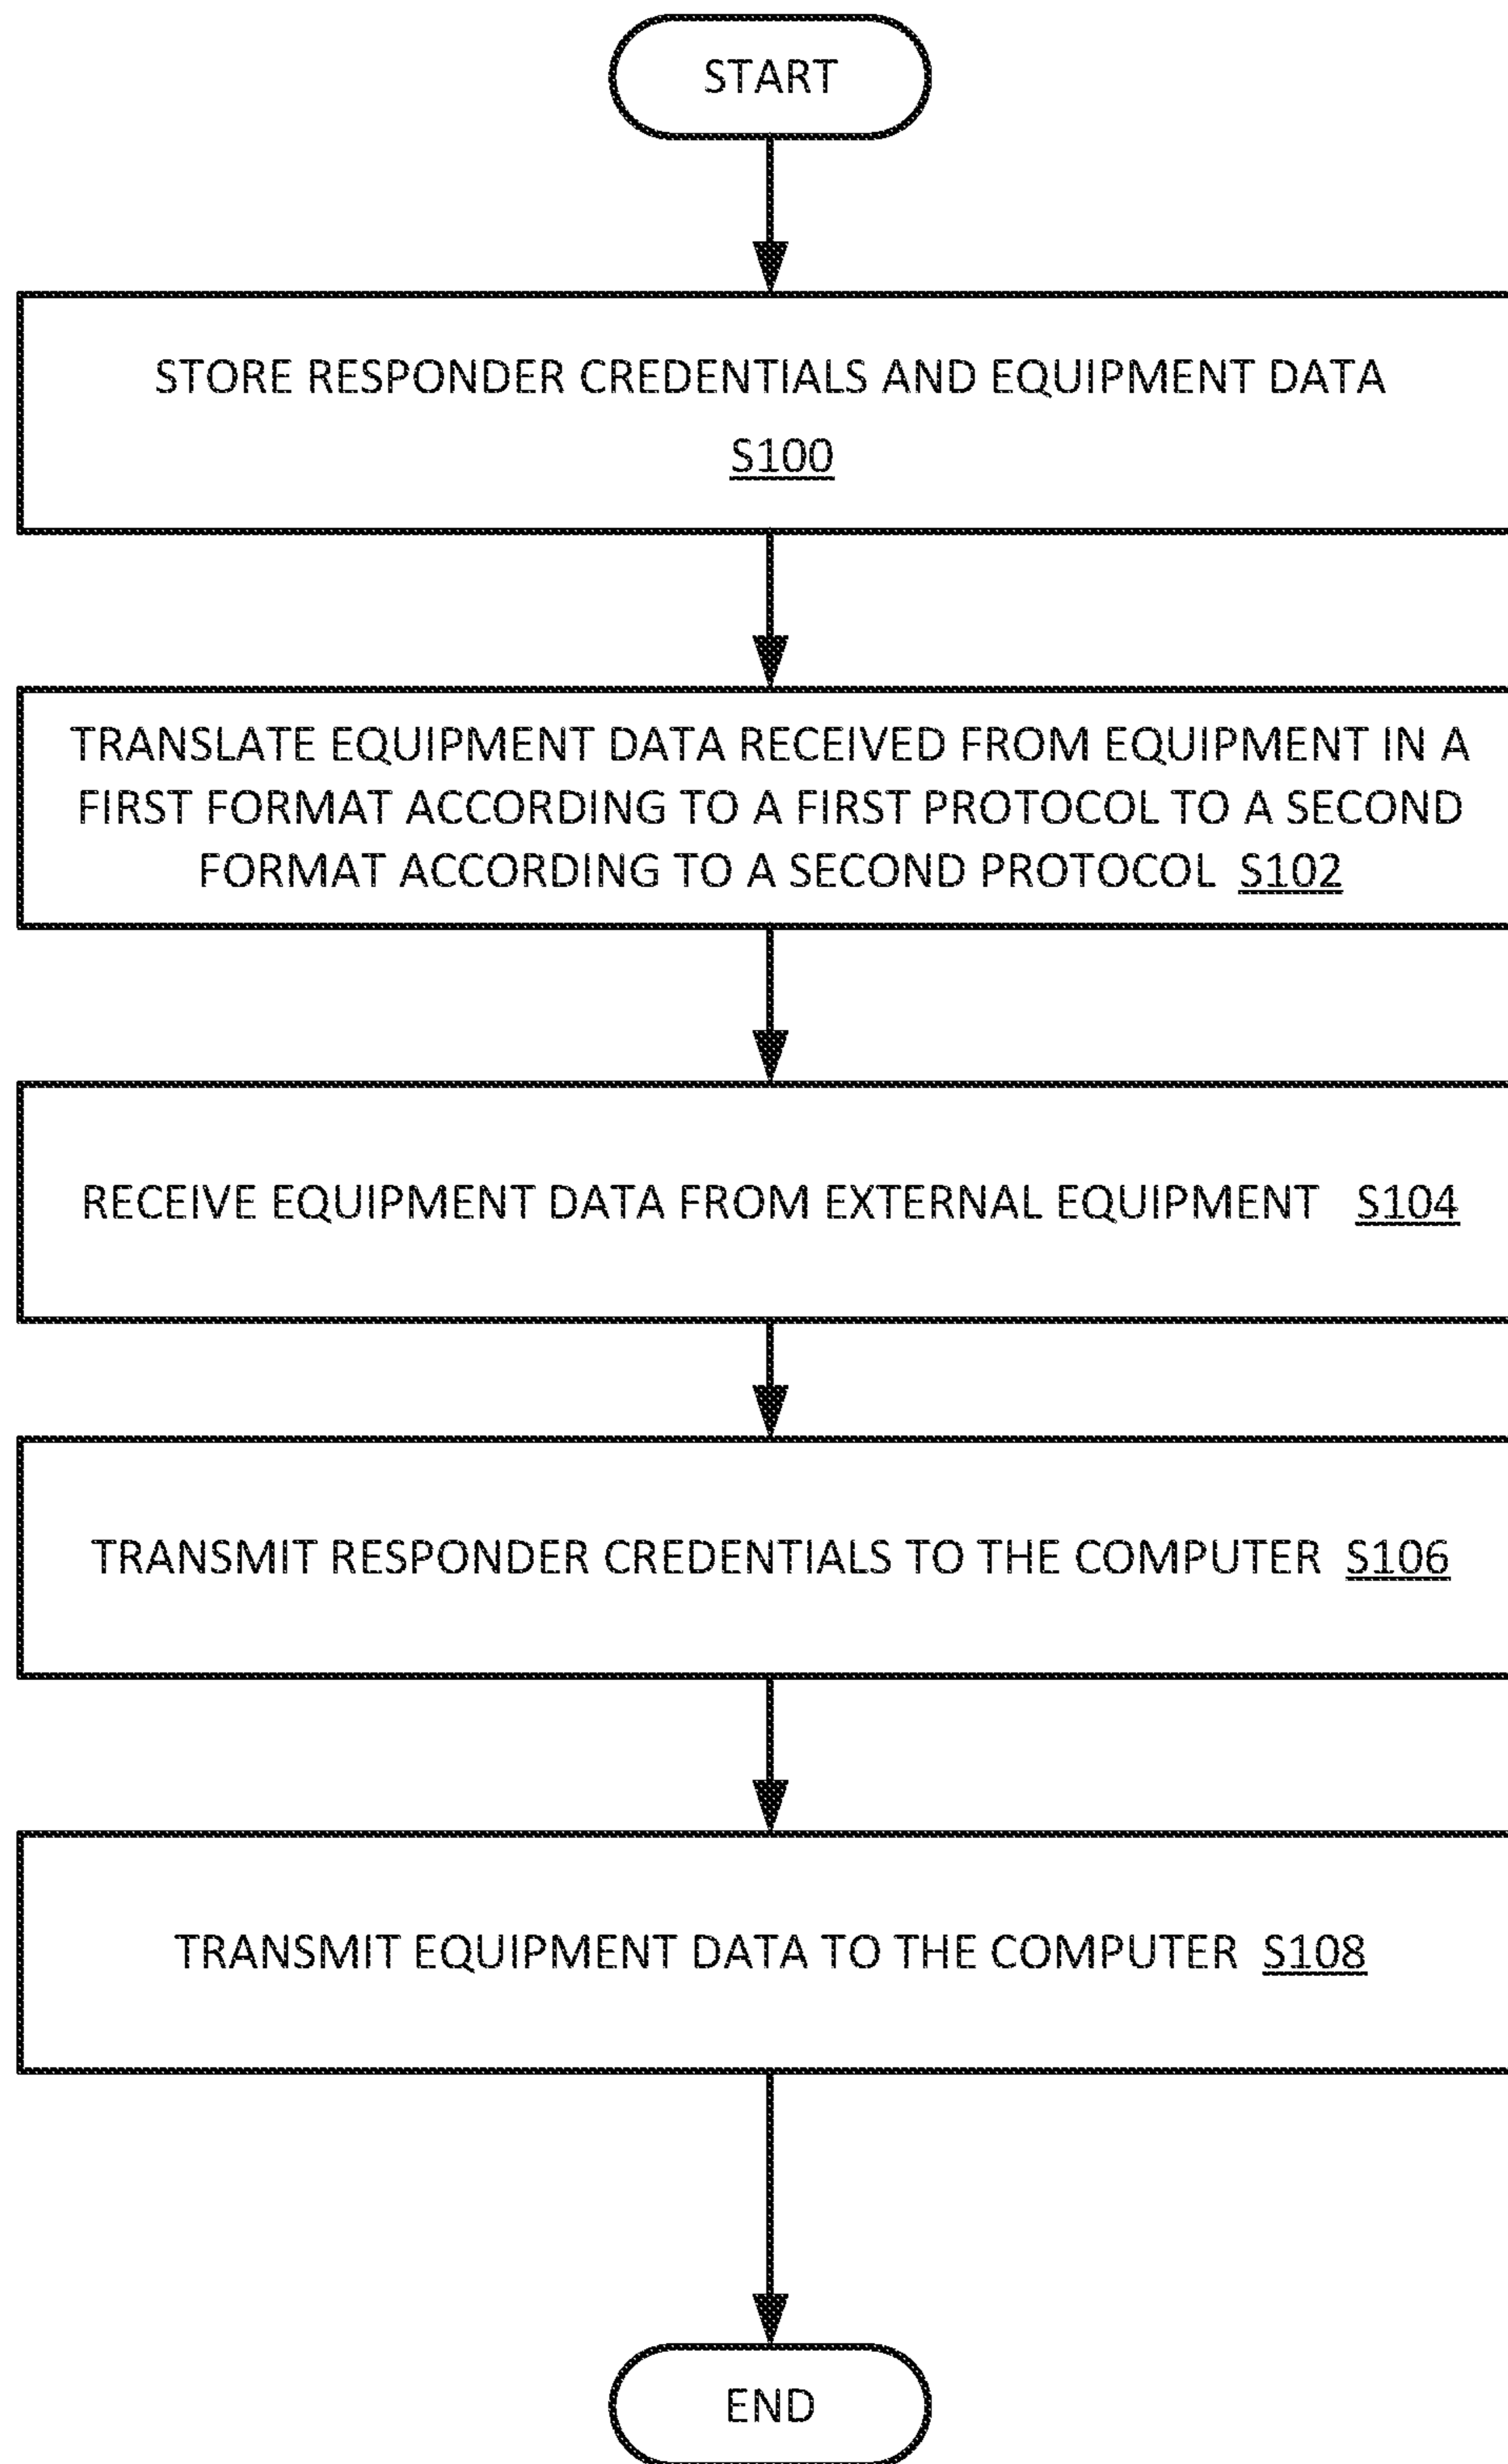 START
STORE RESPONDER CREDENTIALS AND EQUIPMENT DATA
S100
TRANSLATE EQUIPMENT DATA RECEIVED FROM EQUIPMENT IN A
FIRST FORMAT ACCORDING TO A FIRST PROTOCOL TO A SECOND
FORMAT ACCORDING TO A SECOND PROTOCOL S102
RECEIVE EQUIPMENT DATA FROM EXTERNAL EQUIPMENT S104
TRANSMIT RESPONDER CREDENTIALS TO THE COMPUTER S106
TRANSMIT EQUIPMENT DATA TO THE COMPUTER S108
END